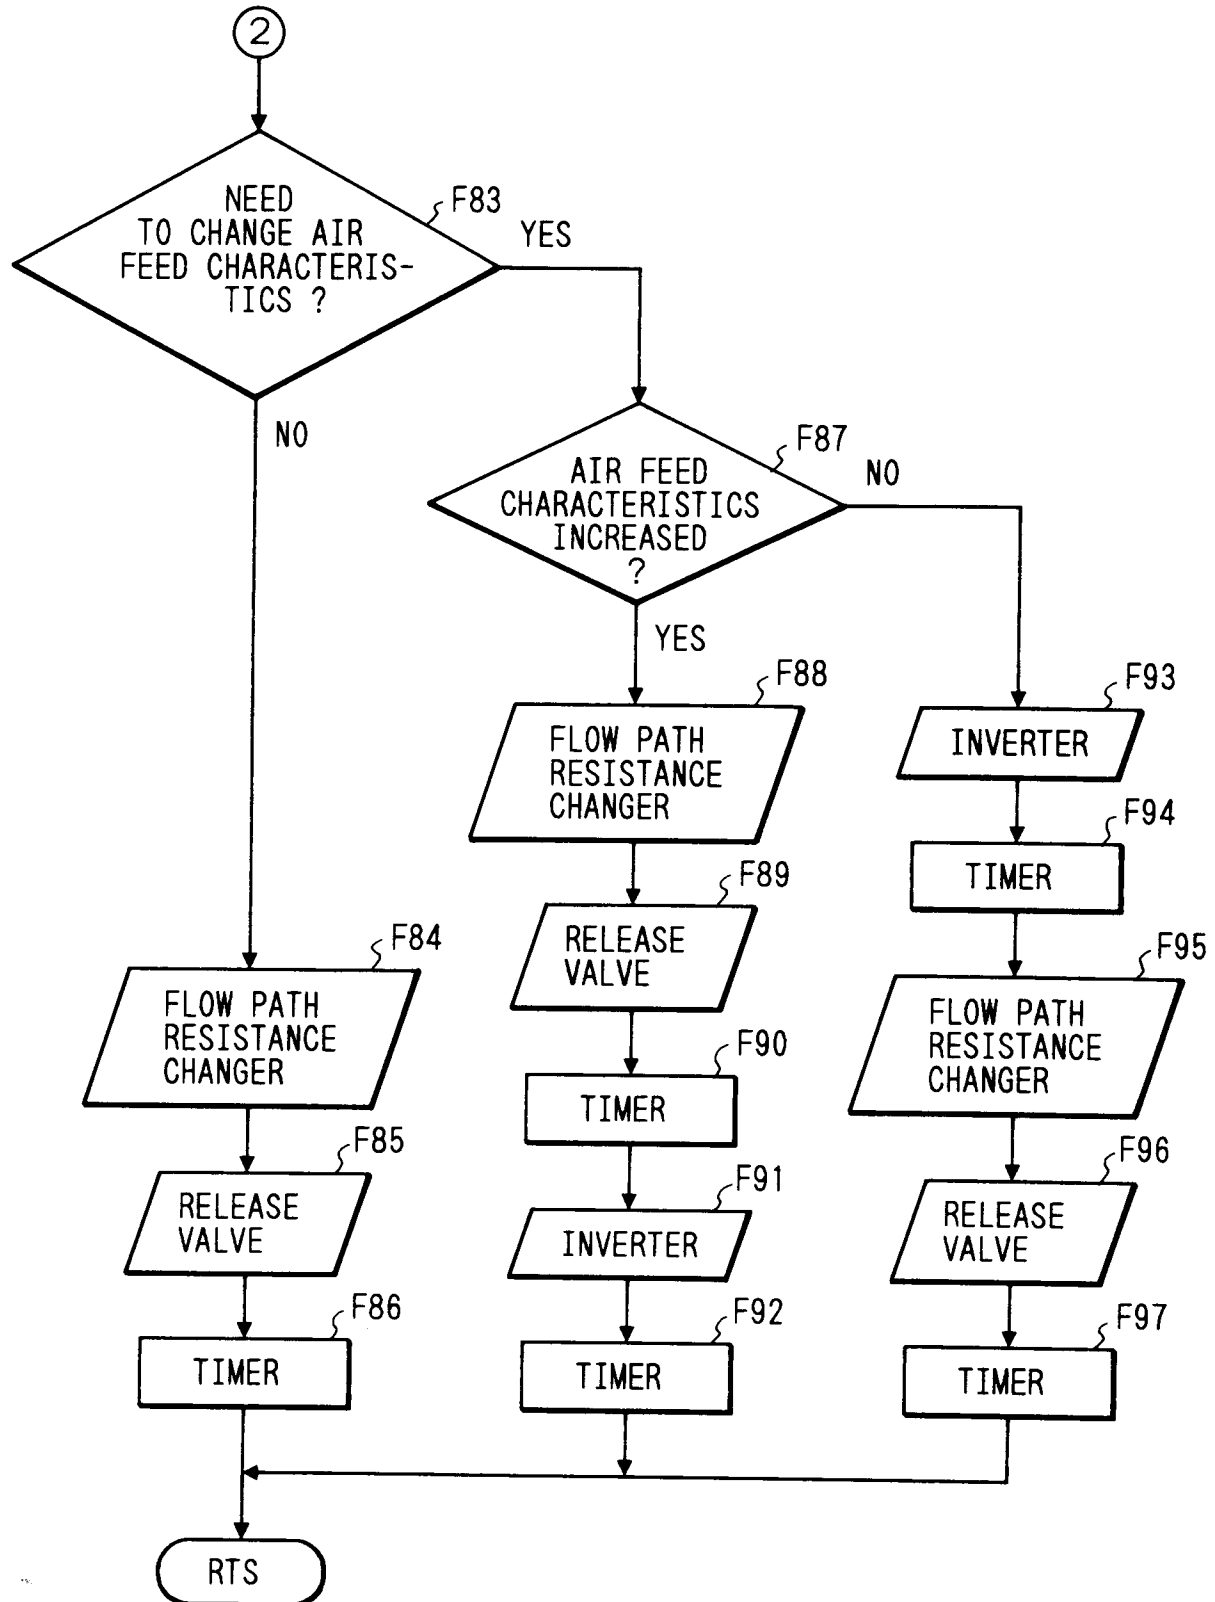 2
NEED
TO CHANGE AIR
FEED CHARACTERIS-
TICS ?
F83
YES
NO
AIR FEED
CHARACTERISTICS
INCREASED
?
F87
NO
YES
F88
FLOW PATH
RESISTANCE
CHANGER
F93
INVERTER
F94
TIMER
F89
RELEASE
VALVE
F84
FLOW PATH
RESISTANCE
CHANGER
F95
FLOW PATH
RESISTANCE
CHANGER
F90
TIMER
F85
RELEASE
VALVE
F91
INVERTER
F96
RELEASE
VALVE
F86
TIMER
F92
TIMER
F97
TIMER
RTS